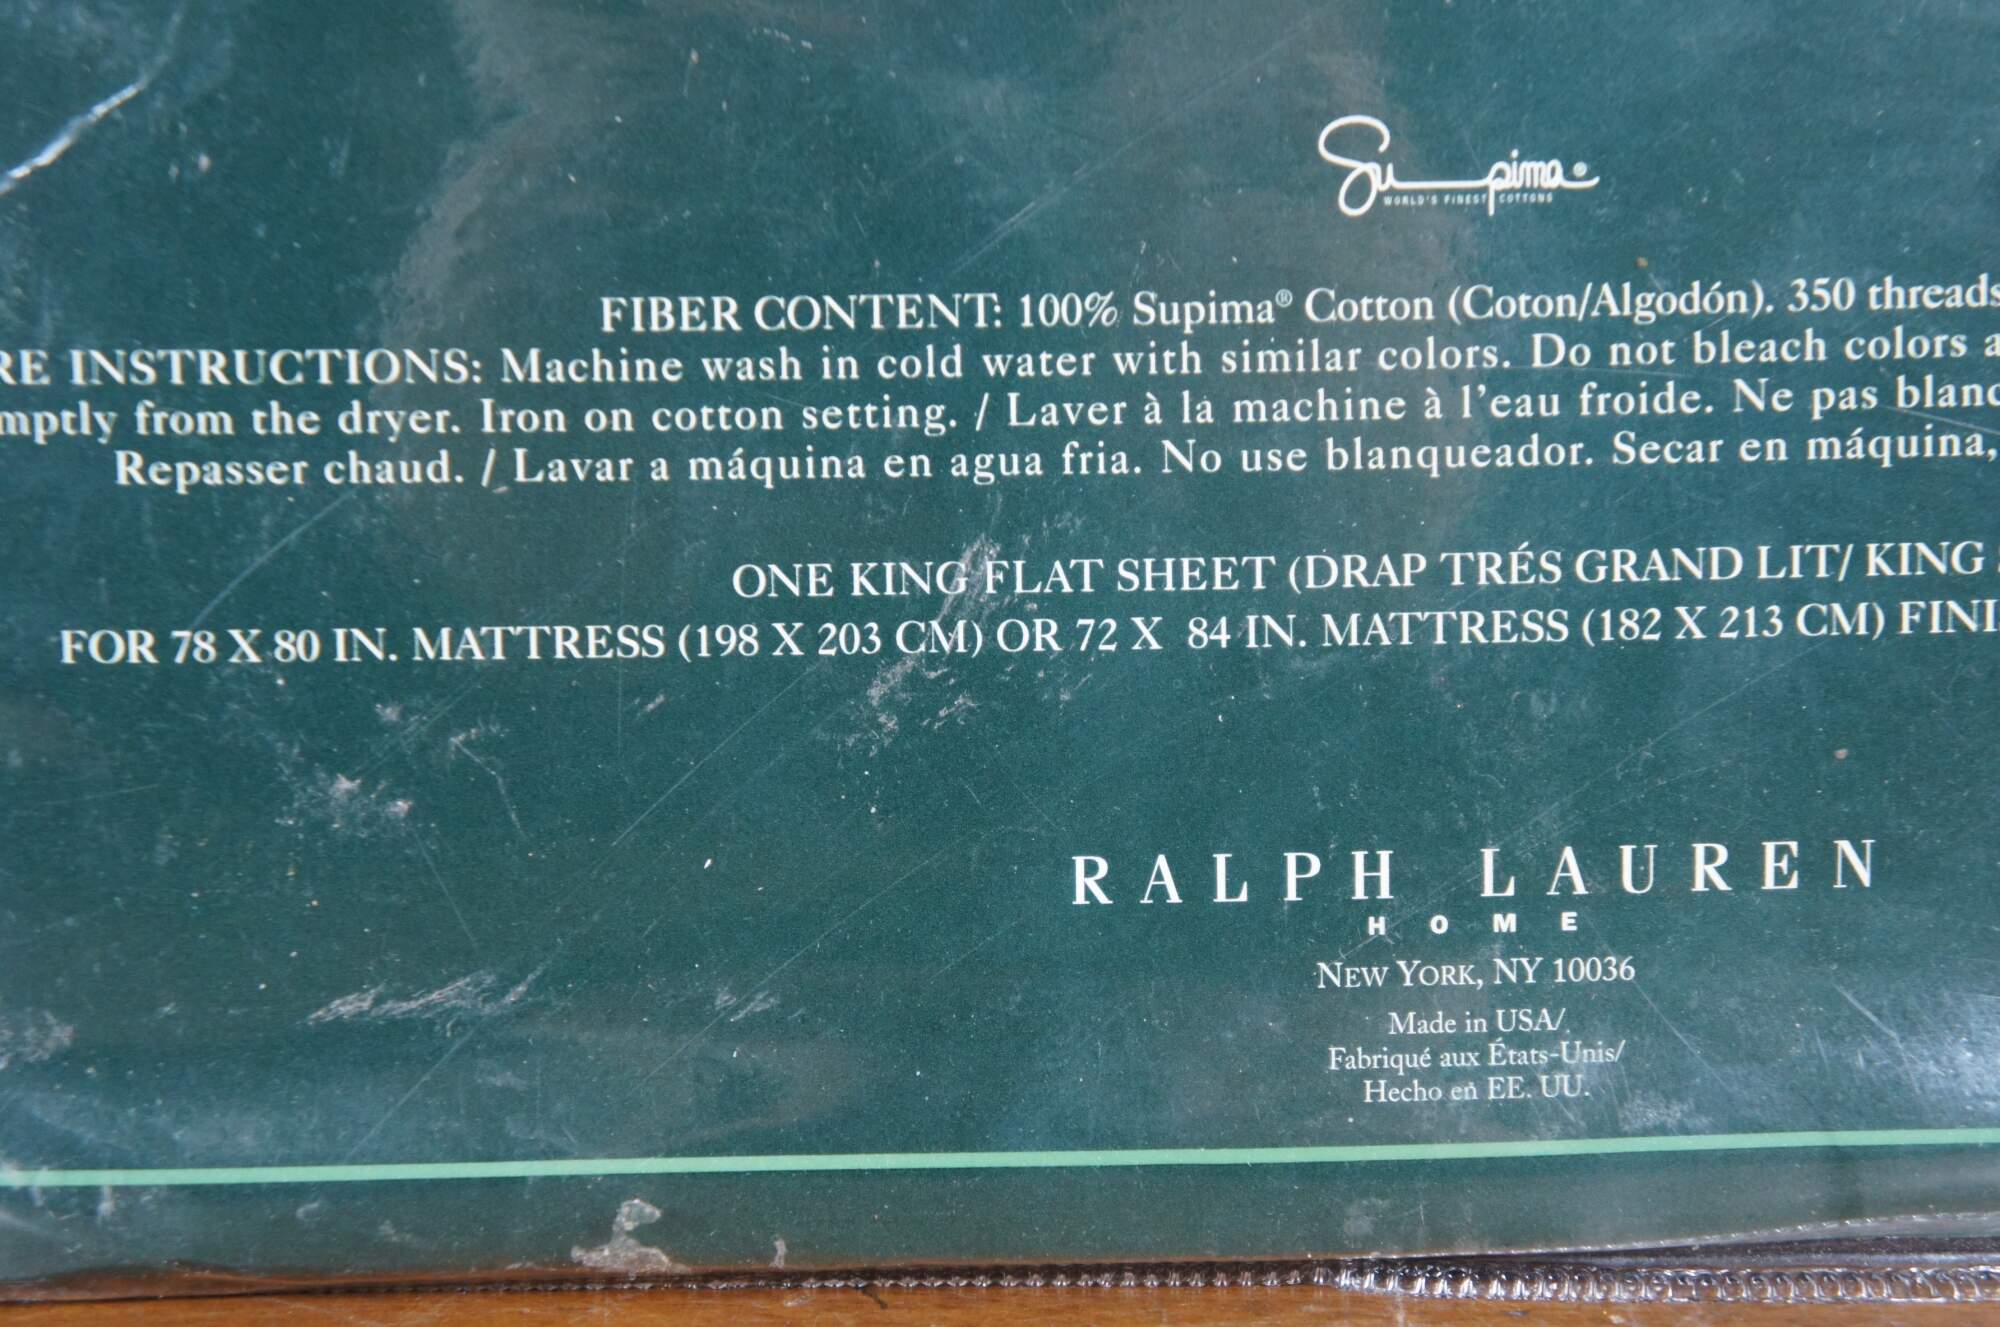 Supima®
WORLD'S FINEST COTTONS
FIBER CONTENT: 100% Supima® Cotton (Coton/Algodón). 350 threads
RE INSTRUCTIONS: Machine wash in cold water with similar colors. Do not bleach colors a
mptly from the dryer. Iron on cotton setting. / Laver à la machine à l'eau froide. Ne pas blanc
Repasser chaud. / Lavar a máquina en agua fria. No use blanqueador. Secar en máquina,
ONE KING FLAT SHEET (DRAP TRÉS GRAND LIT/ KING
FOR 78 X 80 IN. MATTRESS (198 X 203 CM) OR 72 X 84 IN. MATTRESS (182 X 213 CM) FINI
RALPH LAUREN
HOME
NEW YORK, NY 10036
Made in USA/
Fabriqué aux États-Unis/
Hecho en EE. UU.